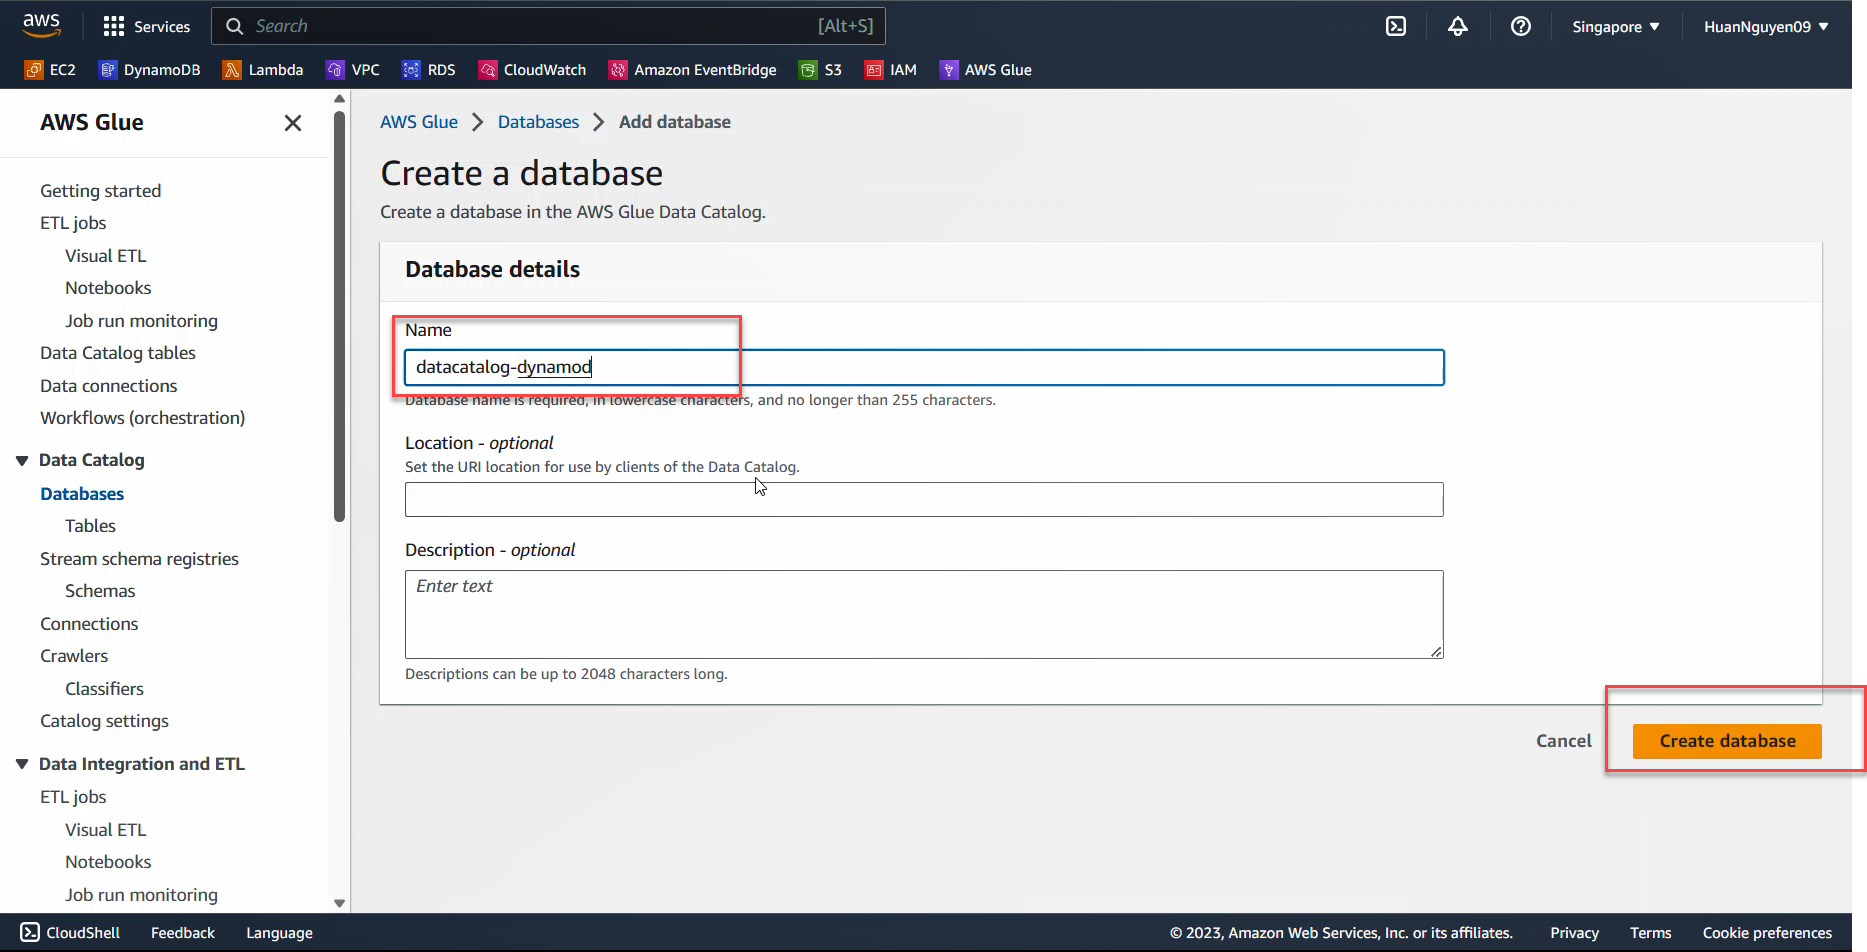 aws
Services
Search [Alt+S]
Singapore
HuanNguyen09
EC2 DynamoDB Lambda VPC RDS CloudWatch Amazon EventBridge S3 IAM AWS Glue
AWS Glue
Getting started
ETL jobs
Visual ETL
Notebooks
Job run monitoring
Data Catalog tables
Data connections
Workflows (orchestration)
Data Catalog
Databases
Tables
Stream schema registries
Schemas
Connections
Crawlers
Classifiers
Catalog settings
Data Integration and ETL
ETL jobs
Visual ETL
Notebooks
Job run monitoring
AWS Glue > Databases > Add database
Create a database
Create a database in the AWS Glue Data Catalog.
Database details
Name
datacatalog-dynamod
Database name is required, in lowercase characters, and no longer than 255 characters.
Location - optional
Set the URI location for use by clients of the Data Catalog.
Description - optional
Enter text
Descriptions can be up to 2048 characters long.
Cancel
Create database
CloudShell Feedback Language
© 2023, Amazon Web Services, Inc. or its affiliates. Privacy Terms Cookie preferences